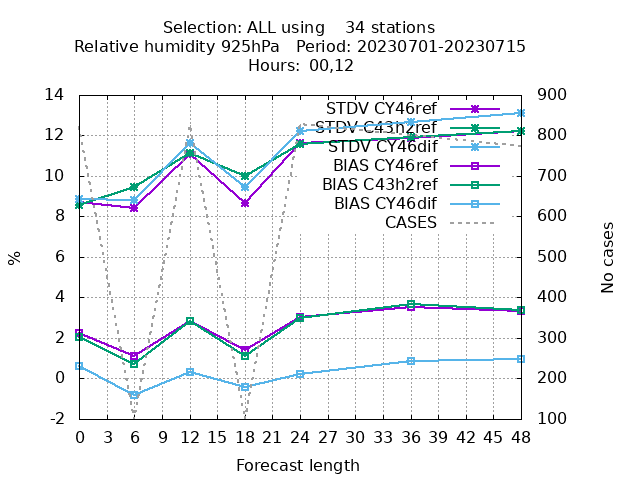 Selection: ALL using    34 stations
Relative humidity 925hPa   Period: 20230701-20230715
Hours: 00,12
14 900
STDV CY46ref
STDV C43h2ref
12 800
STDV CY46dif
BIAS CY46ref
10 700
BIAS C43h2ref
BIAS CY46dif
8 600
CASES
6 500
%
No cases
4 400
2 300
0 200
-2 100
0 3 6 9 12 15 18 21 24 27 30 33 36 39 42 45 48
Forecast length